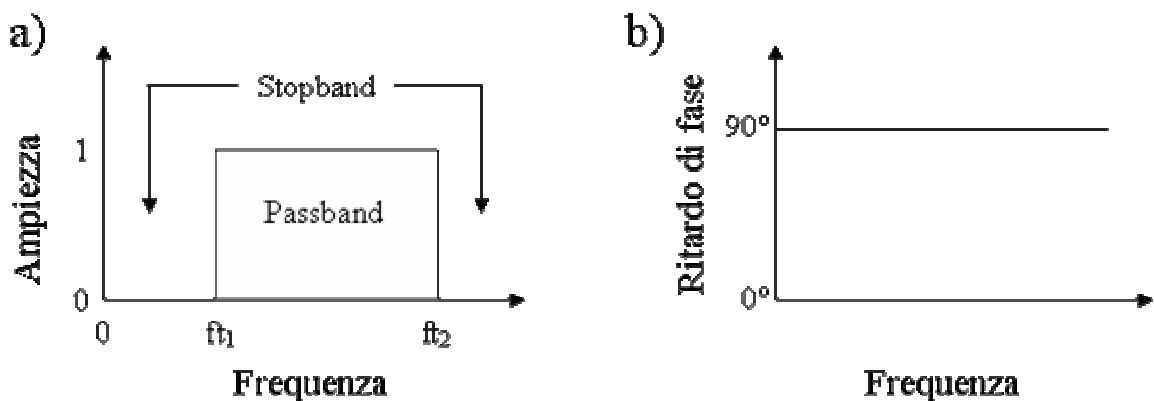 a)
Stopband
1
Passband
Ampiezza
0
0 ft₁ ft₂
Frequenza
b)
Ritardo di fase
90°
0°
Frequenza